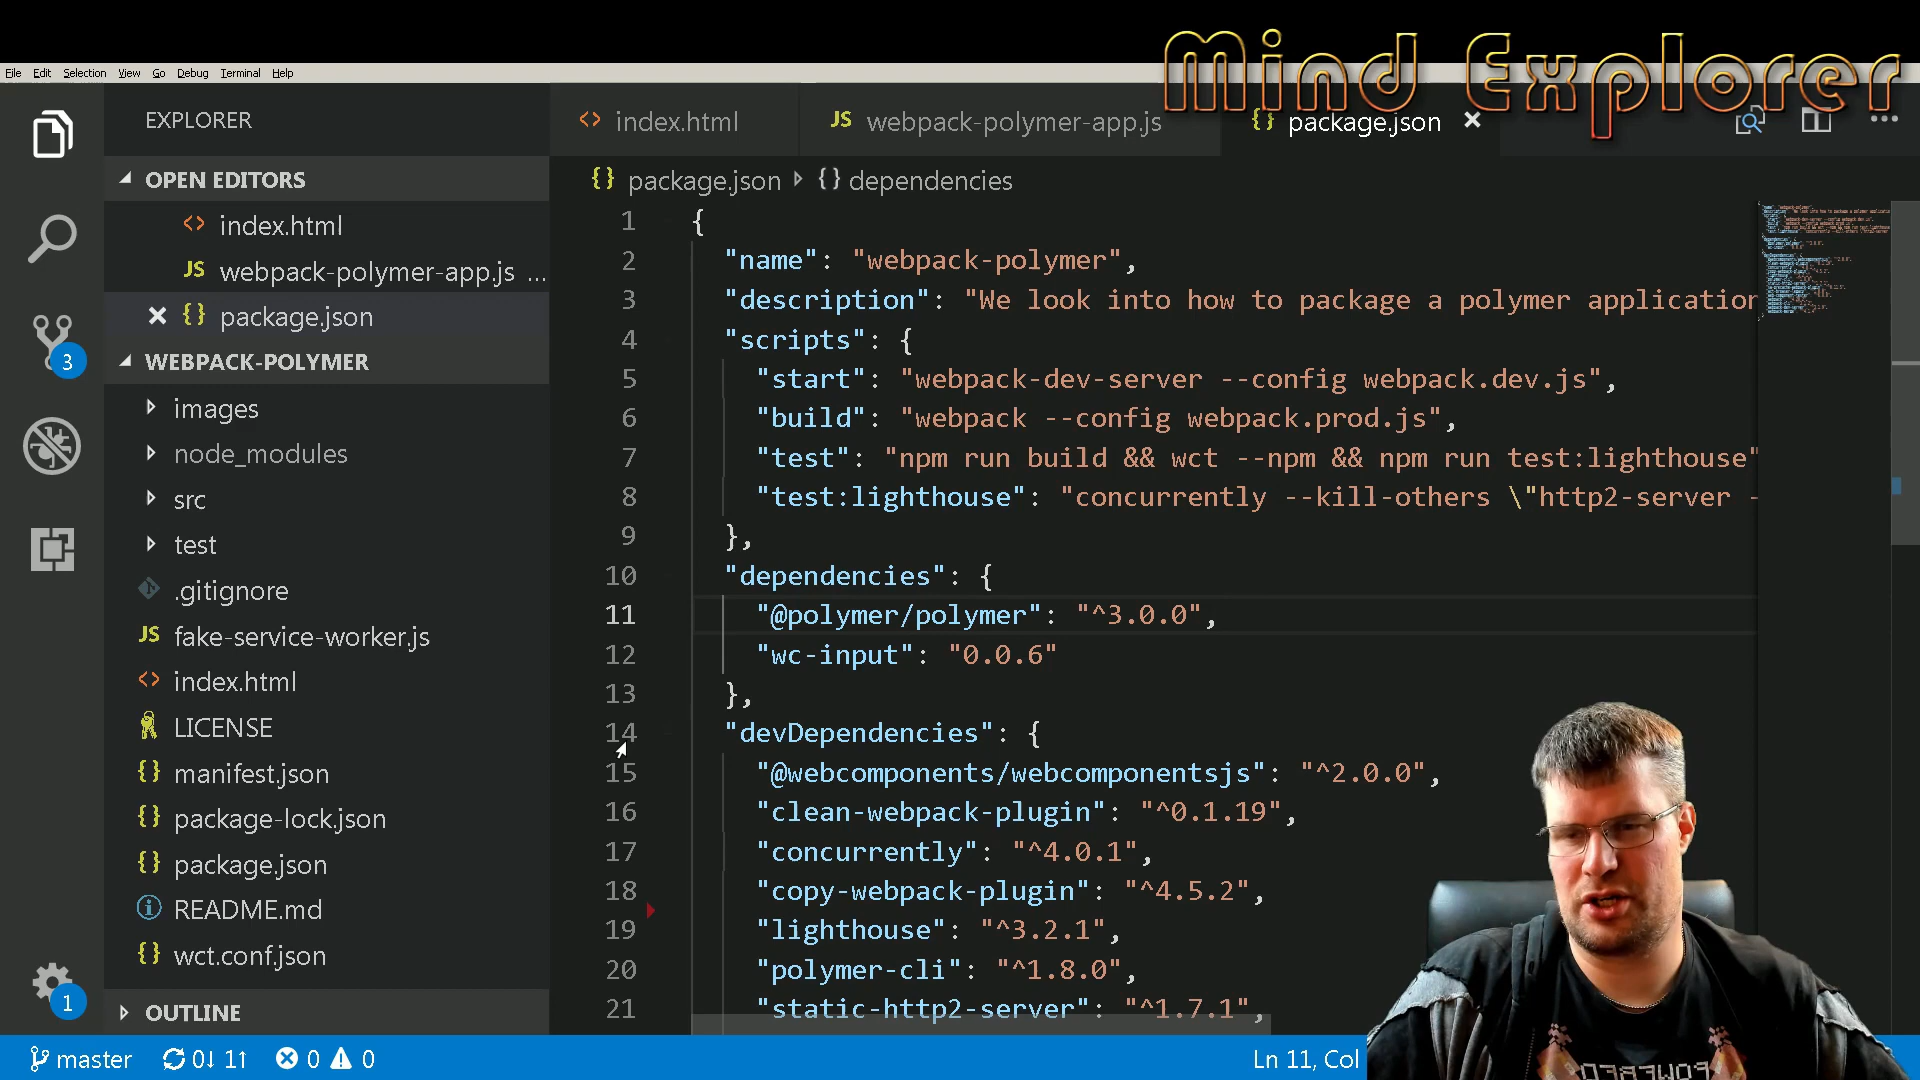 Mind Explorer
File Edit Selection View Go Debug Terminal Help
EXPLORER
OPEN EDITORS
index.html
webpack-polymer-app.js ...
package.json
WEBPACK-POLYMER
images
node_modules
src
test
.gitignore
fake-service-worker.js
index.html
LICENSE
manifest.json
package-lock.json
package.json
README.md
wct.conf.json
OUTLINE
3
1
index.html webpack-polymer-app.js package.json
package.json dependencies
1 {
2 "name": "webpack-polymer",
3 "description": "We look into how to package a polymer application
4 "scripts": {
5 "start": "webpack-dev-server --config webpack.dev.js",
6 "build": "webpack --config webpack.prod.js",
7 "test": "npm run build && wct --npm && npm run test:lighthouse"
8 "test:lighthouse": "concurrently --kill-others \"http2-server -
9 },
10 "dependencies": {
11 "@polymer/polymer": "^3.0.0",
12 "wc-input": "0.0.6"
13 },
14 "devDependencies": {
15 "@webcomponents/webcomponentsjs": "^2.0.0",
16 "clean-webpack-plugin": "^0.1.19",
17 "concurrently": "^4.0.1",
18 "copy-webpack-plugin": "^4.5.2",
19 "lighthouse": "^3.2.1",
20 "polymer-cli": "^1.8.0",
21 "static-http2-server": "^1.7.1",
master 0↓ 1↑ 0 0 Ln 11, Col